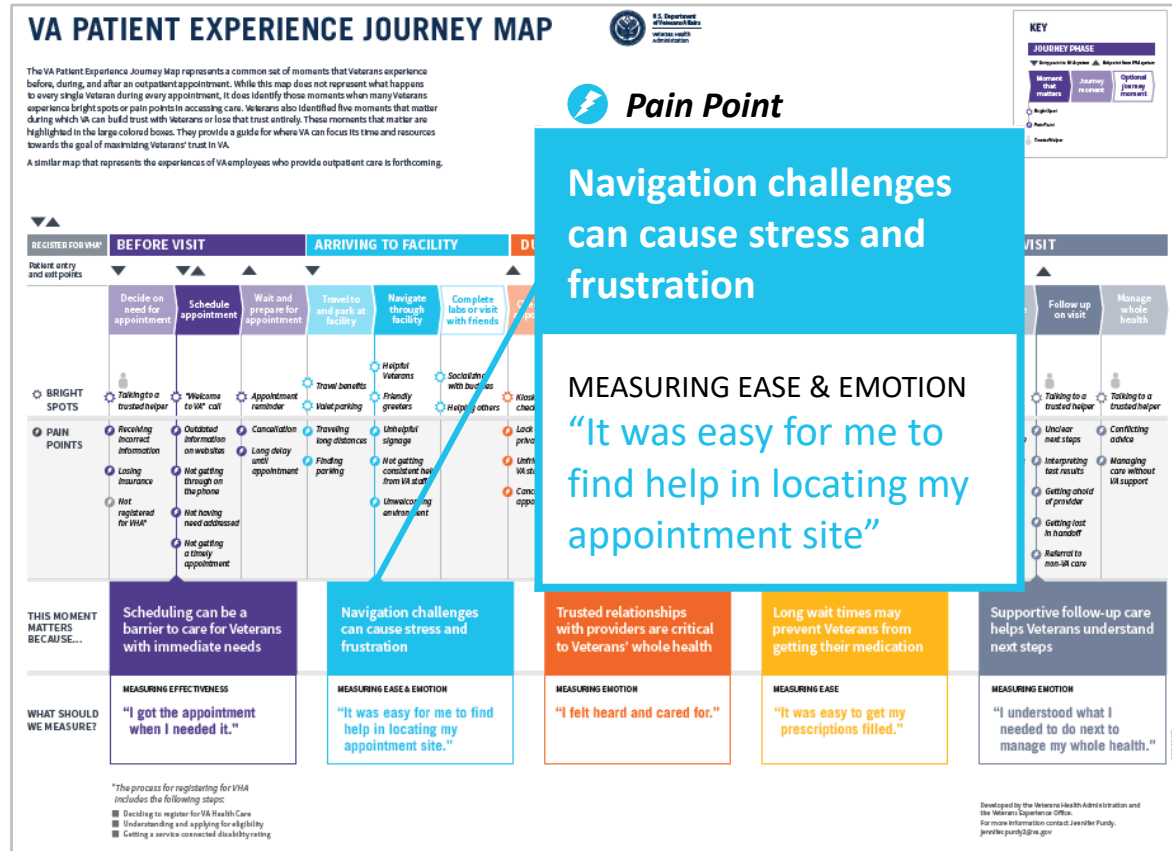 VA PATIENT EXPERIENCE JOURNEY MAP
U.S. Department
of Veterans Affairs
Veterans Health
Administration
The VA Patient Experience Journey Map represents a common set of moments that Veterans experience
before, during, and after an outpatient appointment. While this map does not represent what happens
to every single Veteran during every appointment, it does identify those moments when many Veterans
experience bright spots or pain points in accessing care. Veterans also identified five moments that matter
during which VA can build trust with Veterans or lose that trust entirely. These moments that matter are
highlighted in the large colored boxes. They provide a guide for where VA can focus its time and resources
towards the goal of maximizing Veterans' trust in VA.
A similar map that represents the experiences of VA employees who provide outpatient care is forthcoming.
KEY
JOURNEY PHASE
Moment
that
matters
Journey
moment
Optional
journey
moment
Bright Spot
Pain Point
Trusted Helper
Pain Point
Navigation challenges
can cause stress and
frustration
MEASURING EASE & EMOTION
“It was easy for me to
find help in locating my
appointment site”
REGISTER FOR VHA*
BEFORE VISIT
ARRIVING TO FACILITY
DU
VISIT
Patient entry
and exit points
Decide on
need for
appointment
Schedule
appointment
Wait and
prepare for
appointment
Travel to
and park at
facility
Navigate
through
facility
Complete
labs or visit
with friends
Follow up
on visit
Manage
whole
health
BRIGHT
SPOTS
Talking to a
trusted helper
"Welcome
to VA" call
Appointment
reminder
Travel benefits
Valet parking
Helpful
Veterans
Friendly
greeters
Socializing
with buddies
Helping others
Kiosk
check
Talking to a
trusted helper
Talking to a
trusted helper
PAIN
POINTS
Receiving
incorrect
information
Losing
insurance
Not
registered
for VHA*
Outdated
information
on websites
Not getting
through on
the phone
Not having
need addressed
Not getting
a timely
appointment
Cancellation
Long delay
until
appointment
Traveling
long distances
Finding
parking
Unhelpful
signage
Not getting
consistent help
from VA staff
Unwelcoming
environment
Lack
priva
Unfri
VA sta
Canc
appo
Unclear
next steps
Interpreting
test results
Getting ahold
of provider
Getting lost
in handoff
Referral to
non-VA care
Conflicting
advice
Managing
care without
VA support
THIS MOMENT
MATTERS
BECAUSE...
Scheduling can be a
barrier to care for Veterans
with immediate needs
Navigation challenges
can cause stress and
frustration
Trusted relationships
with providers are critical
to Veterans' whole health
Long wait times may
prevent Veterans from
getting their medication
Supportive follow-up care
helps Veterans understand
next steps
WHAT SHOULD
WE MEASURE?
MEASURING EFFECTIVENESS
"I got the appointment
when I needed it."
MEASURING EASE & EMOTION
"It was easy for me to find
help in locating my
appointment site."
MEASURING EMOTION
"I felt heard and cared for."
MEASURING EASE
"It was easy to get my
prescriptions filled."
MEASURING EMOTION
"I understood what I
needed to do next to
manage my whole health."
*The process for registering for VHA
includes the following steps:
Deciding to register for VA Health Care
Understanding and applying for eligibility
Getting a service connected disability rating
Developed by the Veterans Health Administration and
the Veterans Experience Office.
For more information contact Jennifer Purdy.
jennifer.purdy2@va.gov